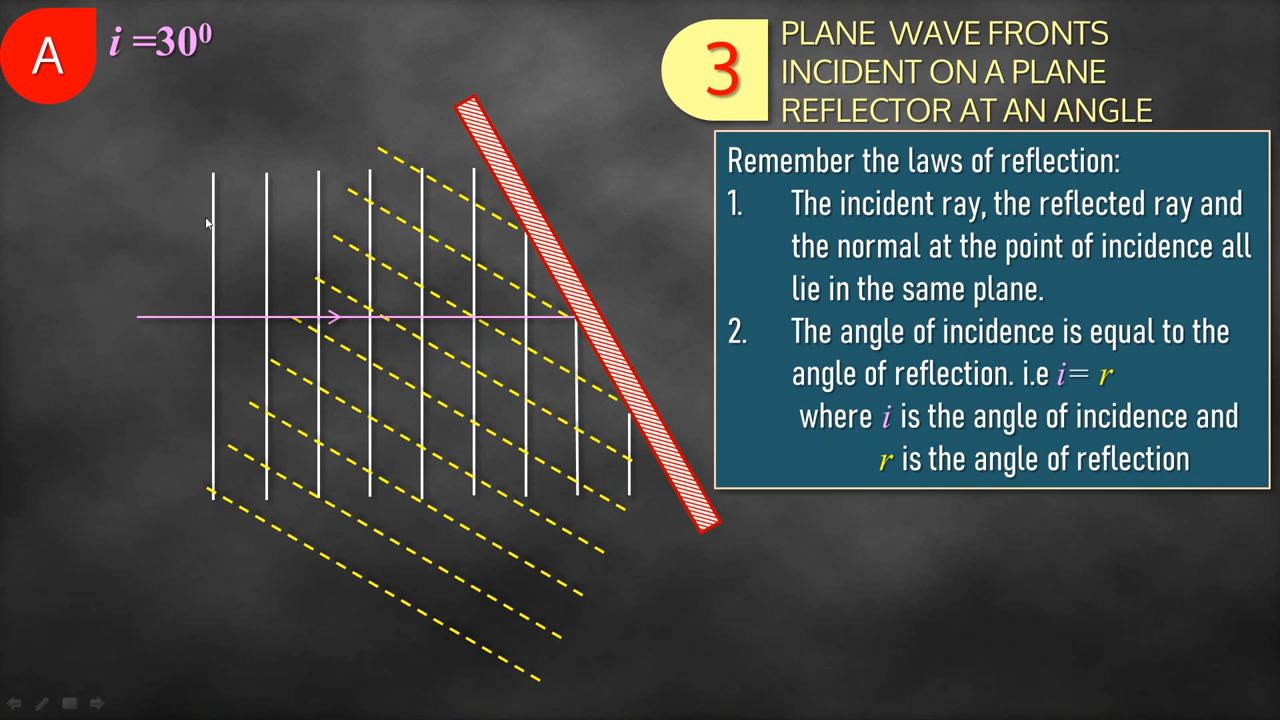 A
i =30⁰
3
PLANE WAVE FRONTS
INCIDENT ON A PLANE
REFLECTOR AT AN ANGLE
Remember the laws of reflection:
1. The incident ray, the reflected ray and
the normal at the point of incidence all
lie in the same plane.
2. The angle of incidence is equal to the
angle of reflection. i.e i= r
where i is the angle of incidence and
r is the angle of reflection